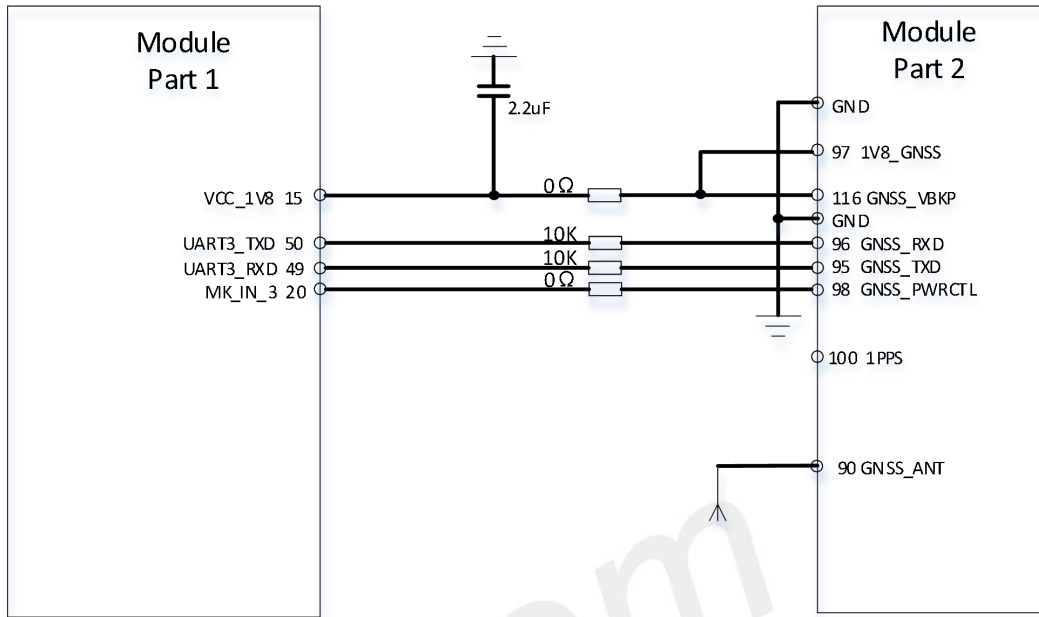 Module
Part 1
Module
Part 2
2.2uF
GND
97 1V8_GNSS
VCC_1V8 15
0Ω
116 GNSS_VBKP
GND
UART3_TXD 50
10K
96 GNSS_RXD
UART3_RXD 49
10K
95 GNSS_TXD
MK_IN_3 20
0Ω
98 GNSS_PWRCTL
100 1PPS
90 GNSS_ANT
om